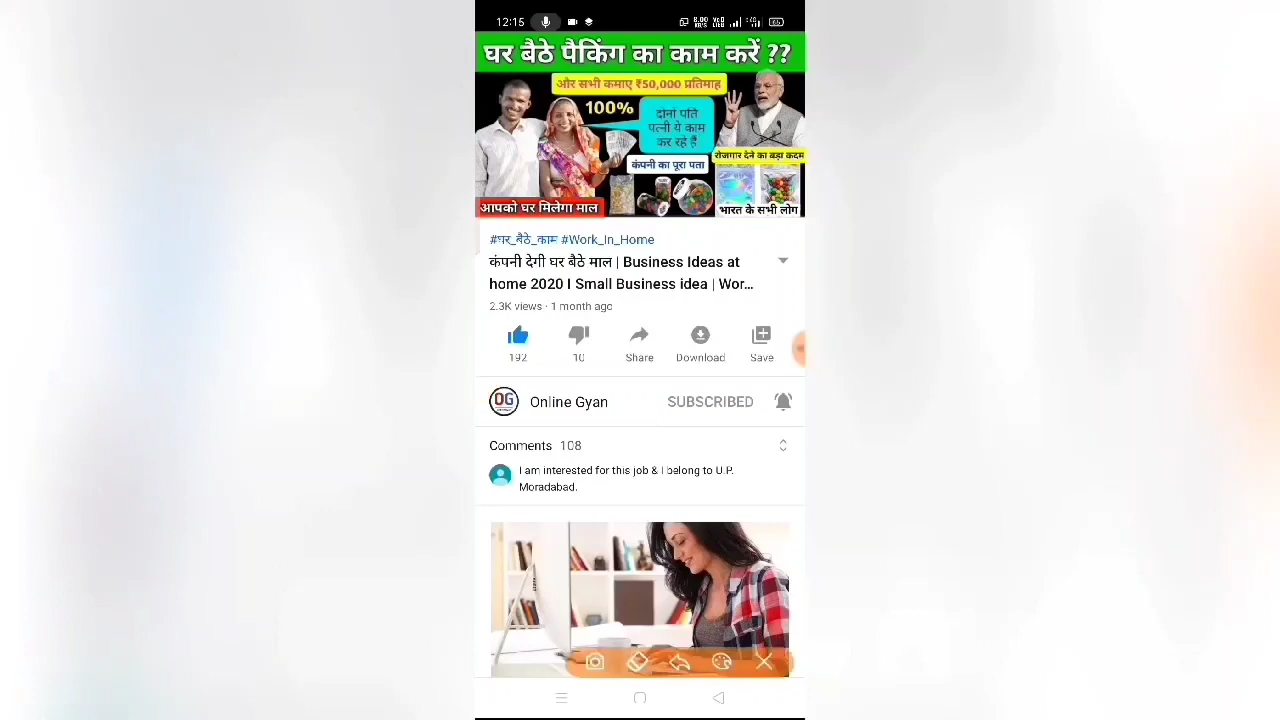 12:15
घर बैठे पैकिंग का काम करें ??
और सभी कमाए ₹50,000 प्रतिमाह
100%
दोनों पति
पत्नी ये काम
कर रहे हैं
कंपनी का पूरा पता
रोजगार देने का बड़ा कदम
आपको घर मिलेगा माल
भारत के सभी लोग
#घर_बैठे_काम #Work_In_Home
कंपनी देगी घर बैठे माल | Business Ideas at
home 2020 I Small Business idea | Wor...
2.3K views · 1 month ago
192
10
Share
Download
Save
OG
Online Gyan
SUBSCRIBED
Comments 108
I am interested for this job & I belong to U.P.
Moradabad.